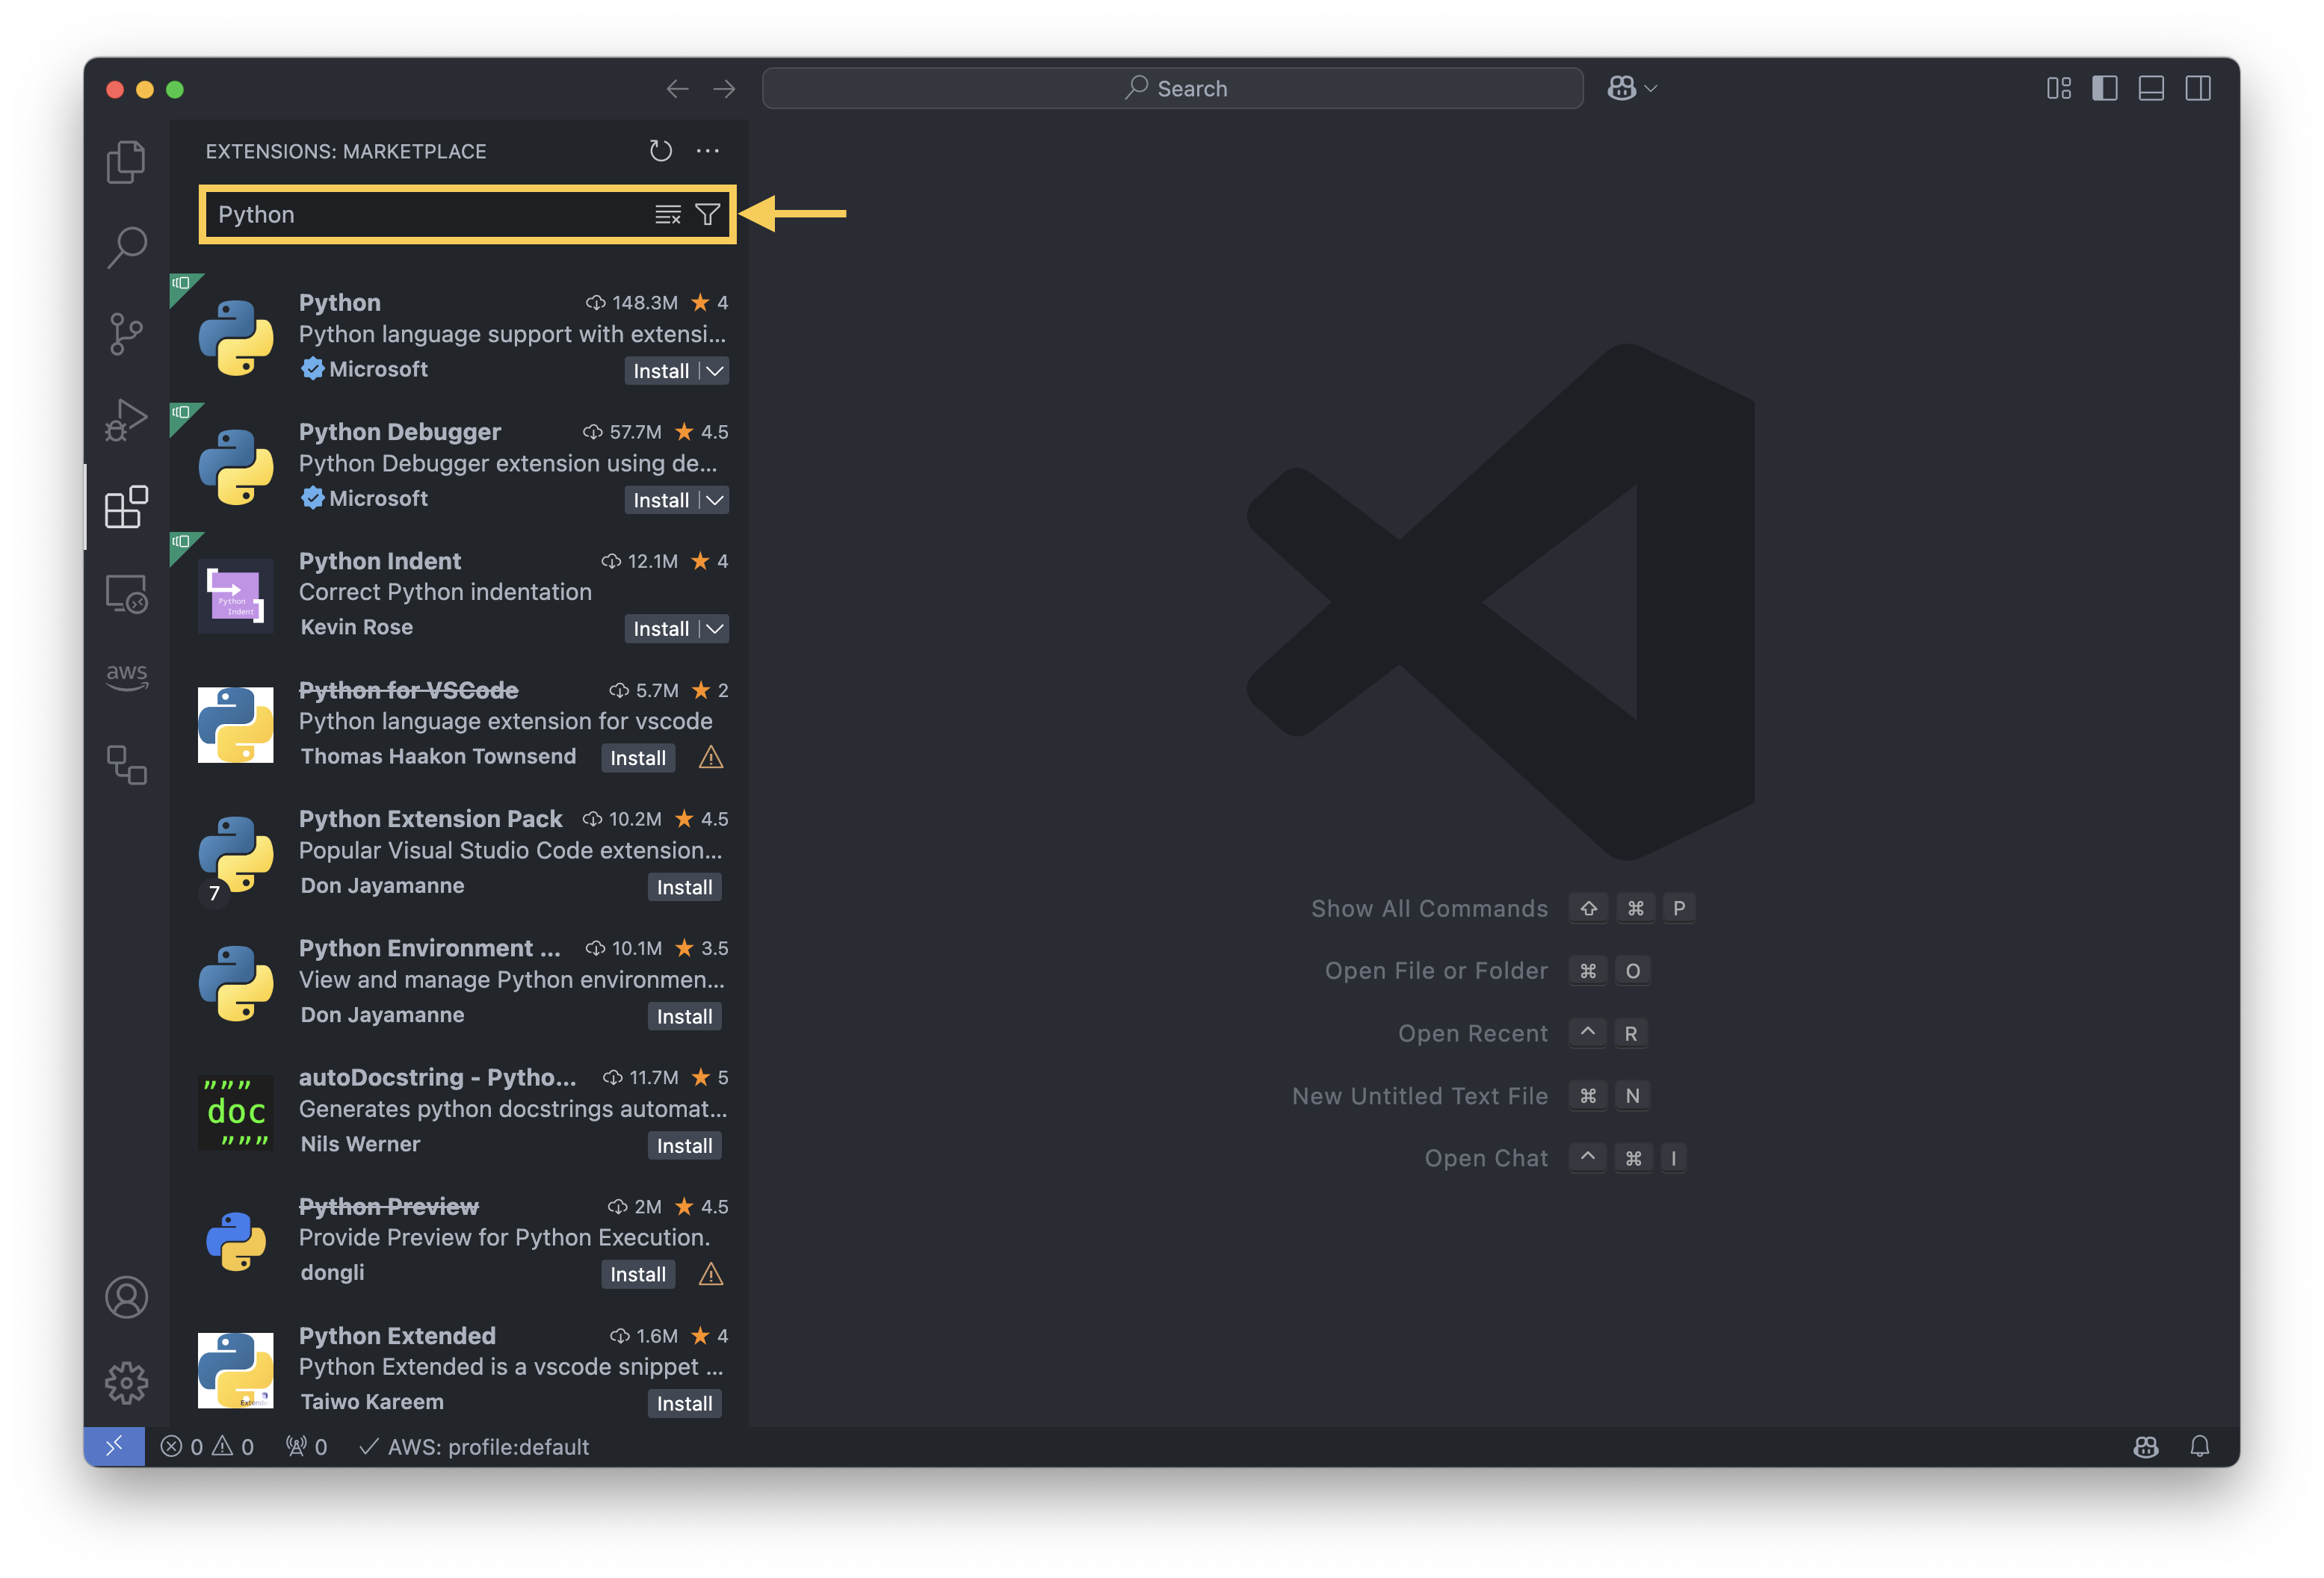 Search
EXTENSIONS: MARKETPLACE
Python
Python 148.3M 4
Python language support with extensi...
Microsoft Install
Python Debugger 57.7M 4.5
Python Debugger extension using de...
Microsoft Install
Python Indent 12.1M 4
Python
Indent
Correct Python indentation
Kevin Rose Install
Python for VSCode 5.7M 2
Python language extension for vscode
Thomas Haakon Townsend Install
aws
Python Extension Pack 10.2M 4.5
Popular Visual Studio Code extension...
Don Jayamanne Install
7
Python Environment ... 10.1M 3.5
View and manage Python environmen...
Don Jayamanne Install
autoDocstring - Pytho... 11.7M 5
"""
doc
"""
Generates python docstrings automat...
Nils Werner Install
Python Preview 2M 4.5
Provide Preview for Python Execution.
dongli Install
Python Extended 1.6M 4
Python Extended is a vscode snippet ...
Taiwo Kareem Install
Show All Commands ⇧ ⌘ P
Open File or Folder ⌘ O
Open Recent ^ R
New Untitled Text File ⌘ N
Open Chat ^ ⌘ I
0 0 0 AWS: profile:default